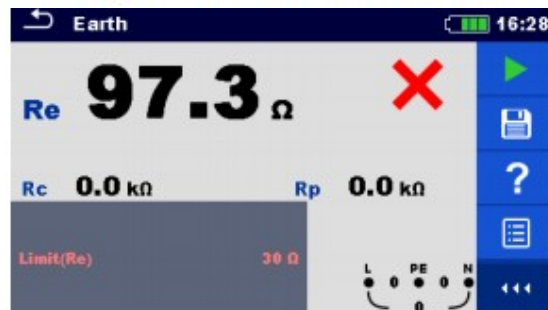 Earth 16:28
Re 97.3 Ω
?
Rc 0.0 kΩ Rp 0.0 kΩ
Limit(Re) 30 Ω
L PE N
0 0
0